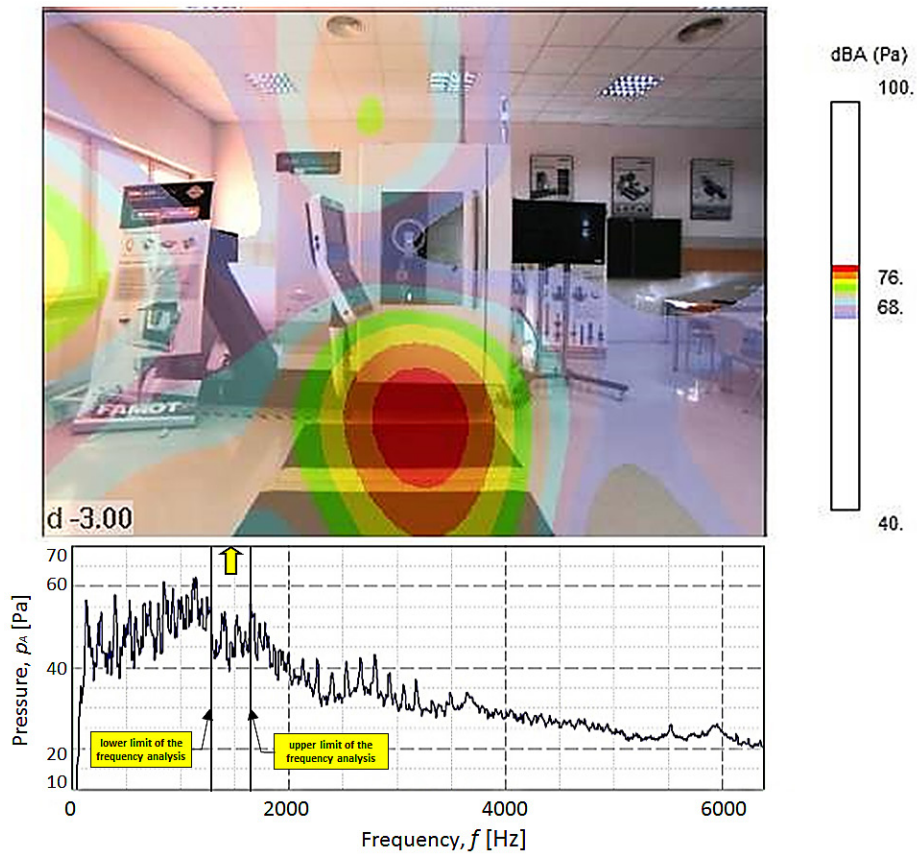 dBA (Pa)
100.
76.
68.
40.
FAMOT
d -3.00
70
60
40
20
10
Pressure, pA [Pa]
lower limit of the
frequency analysis
upper limit of the
frequency analysis
0
2000
4000
6000
Frequency, f [Hz]